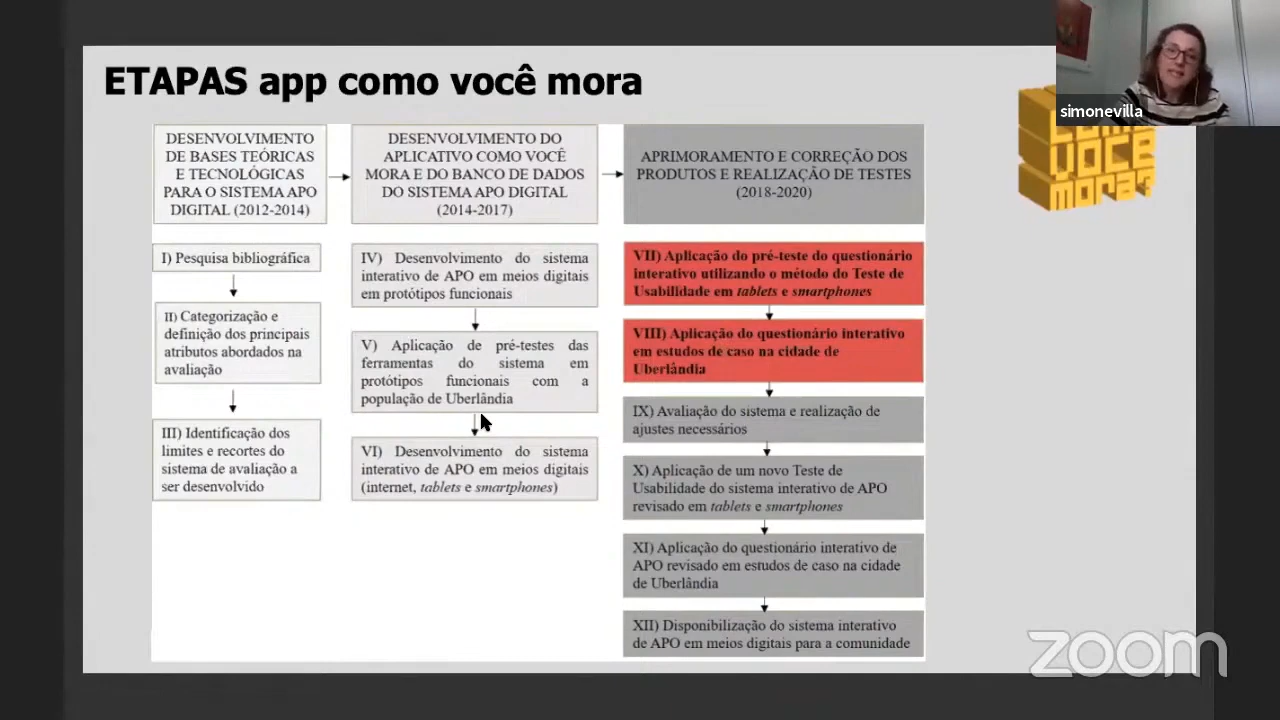 ETAPAS app como você mora
simonevilla
VOCÊ
MORA?
DESENVOLVIMENTO
DE BASES TEÓRICAS
E TECNOLÓGICAS
PARA O SISTEMA APO
DIGITAL (2012-2014)
I) Pesquisa bibliográfica
II) Categorização e
definição dos principais
atributos abordados na
avaliação
III) Identificação dos
limites e recortes do
sistema de avaliação a
ser desenvolvido
DESENVOLVIMENTO DO
APLICATIVO COMO VOCÊ
MORA E DO BANCO DE DADOS
DO SISTEMA APO DIGITAL
(2014-2017)
IV) Desenvolvimento do sistema
interativo de APO em meios digitais
em protótipos funcionais
V) Aplicação de pré-testes das
ferramentas do sistema em
protótipos funcionais com a
população de Uberlândia
VI) Desenvolvimento do sistema
interativo de APO em meios digitais
(internet, tablets e smartphones)
APRIMORAMENTO E CORREÇÃO DOS
PRODUTOS E REALIZAÇÃO DE TESTES
(2018-2020)
VII) Aplicação do pré-teste do questionário
interativo utilizando o método do Teste de
Usabilidade em tablets e smartphones
VIII) Aplicação do questionário interativo
em estudos de caso na cidade de
Uberlândia
IX) Avaliação do sistema e realização de
ajustes necessários
X) Aplicação de um novo Teste de
Usabilidade do sistema interativo de APO
revisado em tablets e smartphones
XI) Aplicação do questionário interativo de
APO revisado em estudos de caso na cidade
de Uberlândia
XII) Disponibilização do sistema interativo
de APO em meios digitais para a comunidade
zoom